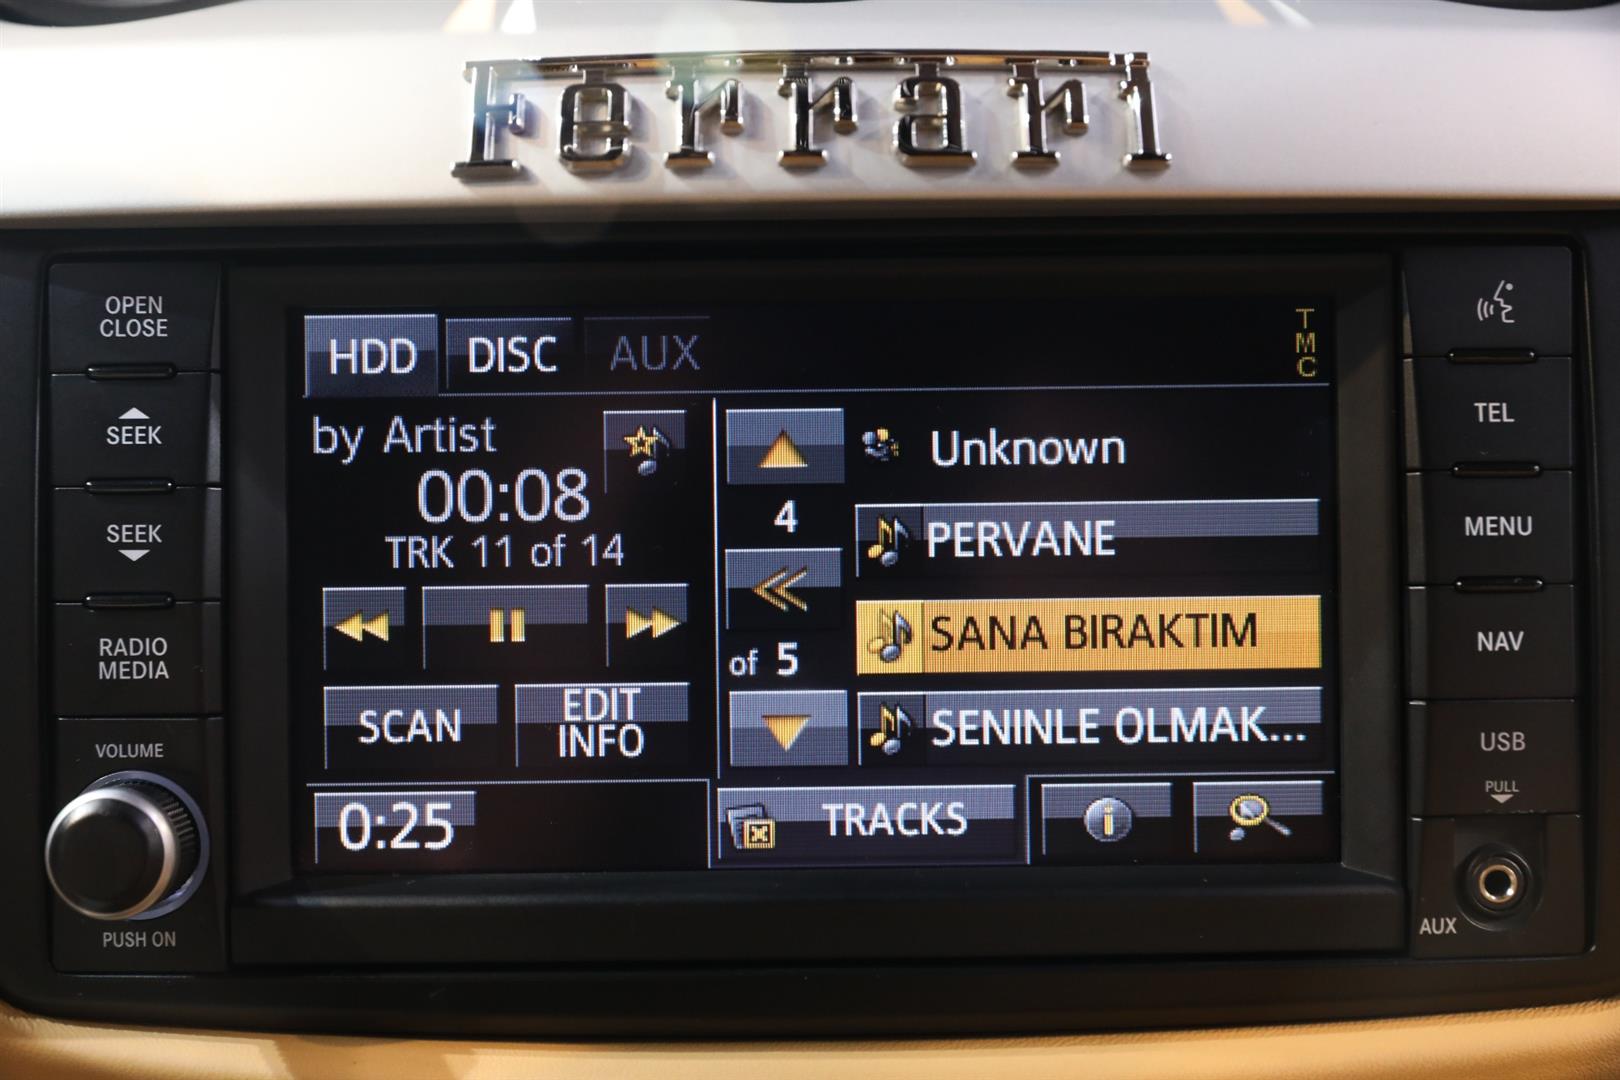 Ferrari
OPEN
CLOSE
SEEK
SEEK
RADIO
MEDIA
VOLUME
PUSH ON
HDD
DISC
AUX
TMC
by Artist
00:08
TRK 11 of 14
SCAN
EDIT
INFO
0:25
4
of 5
Unknown
PERVANE
SANA BIRAKTIM
SENINLE OLMAK...
TRACKS
i
TEL
MENU
NAV
USB
PULL
AUX